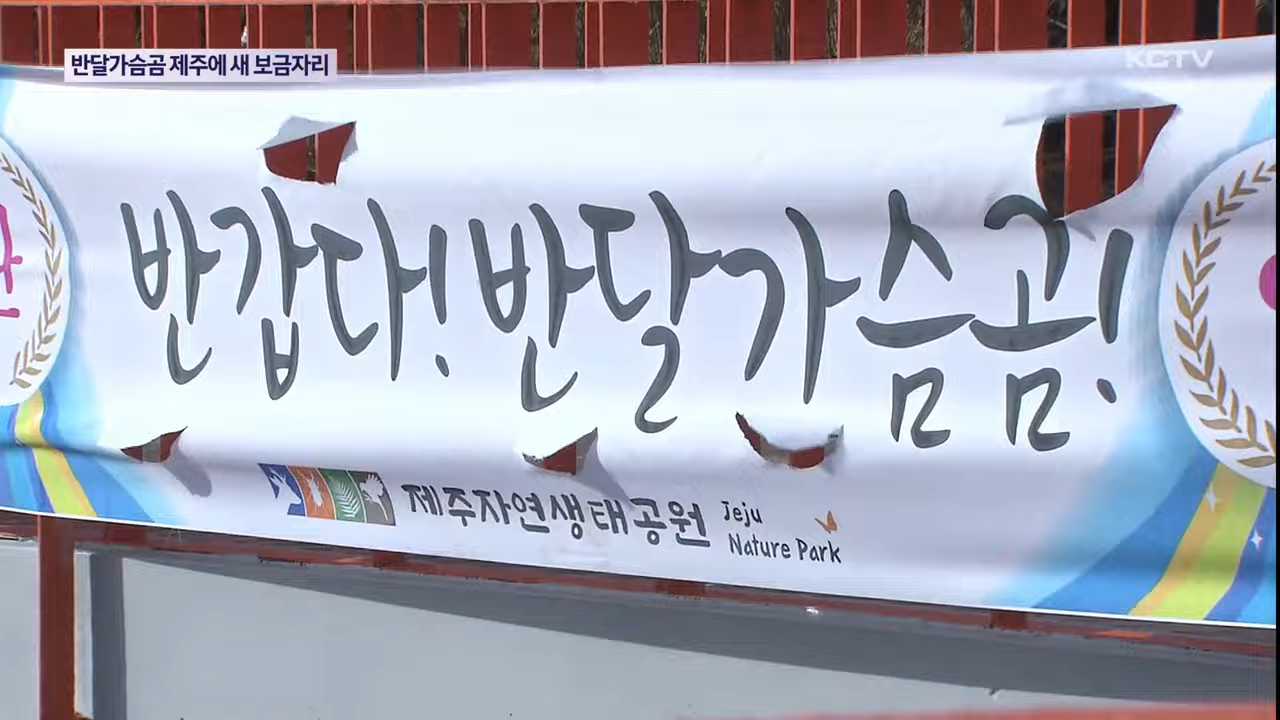 반달가슴곰 제주에 새 보금자리
KCTV
반갑다! 반달가슴곰!
제주자연생태공원
Jeju
Nature Park